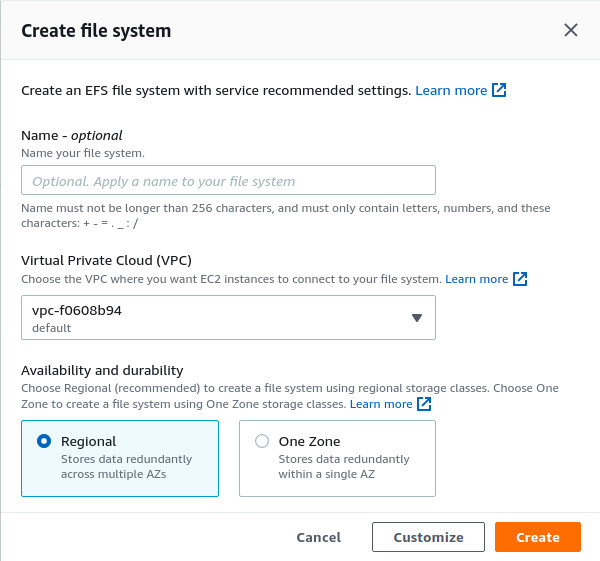 Create file system
Create an EFS file system with service recommended settings. Learn more
Name - optional
Name your file system.
Optional. Apply a name to your file system
Name must not be longer than 256 characters, and must only contain letters, numbers, and these
characters: + - = . _ : /
Virtual Private Cloud (VPC)
Choose the VPC where you want EC2 instances to connect to your file system. Learn more
vpc-f0608b94
default
Availability and durability
Choose Regional (recommended) to create a file system using regional storage classes. Choose One
Zone to create a file system using One Zone storage classes. Learn more
Regional
Stores data redundantly
across multiple AZs
One Zone
Stores data redundantly
within a single AZ
Cancel
Customize
Create